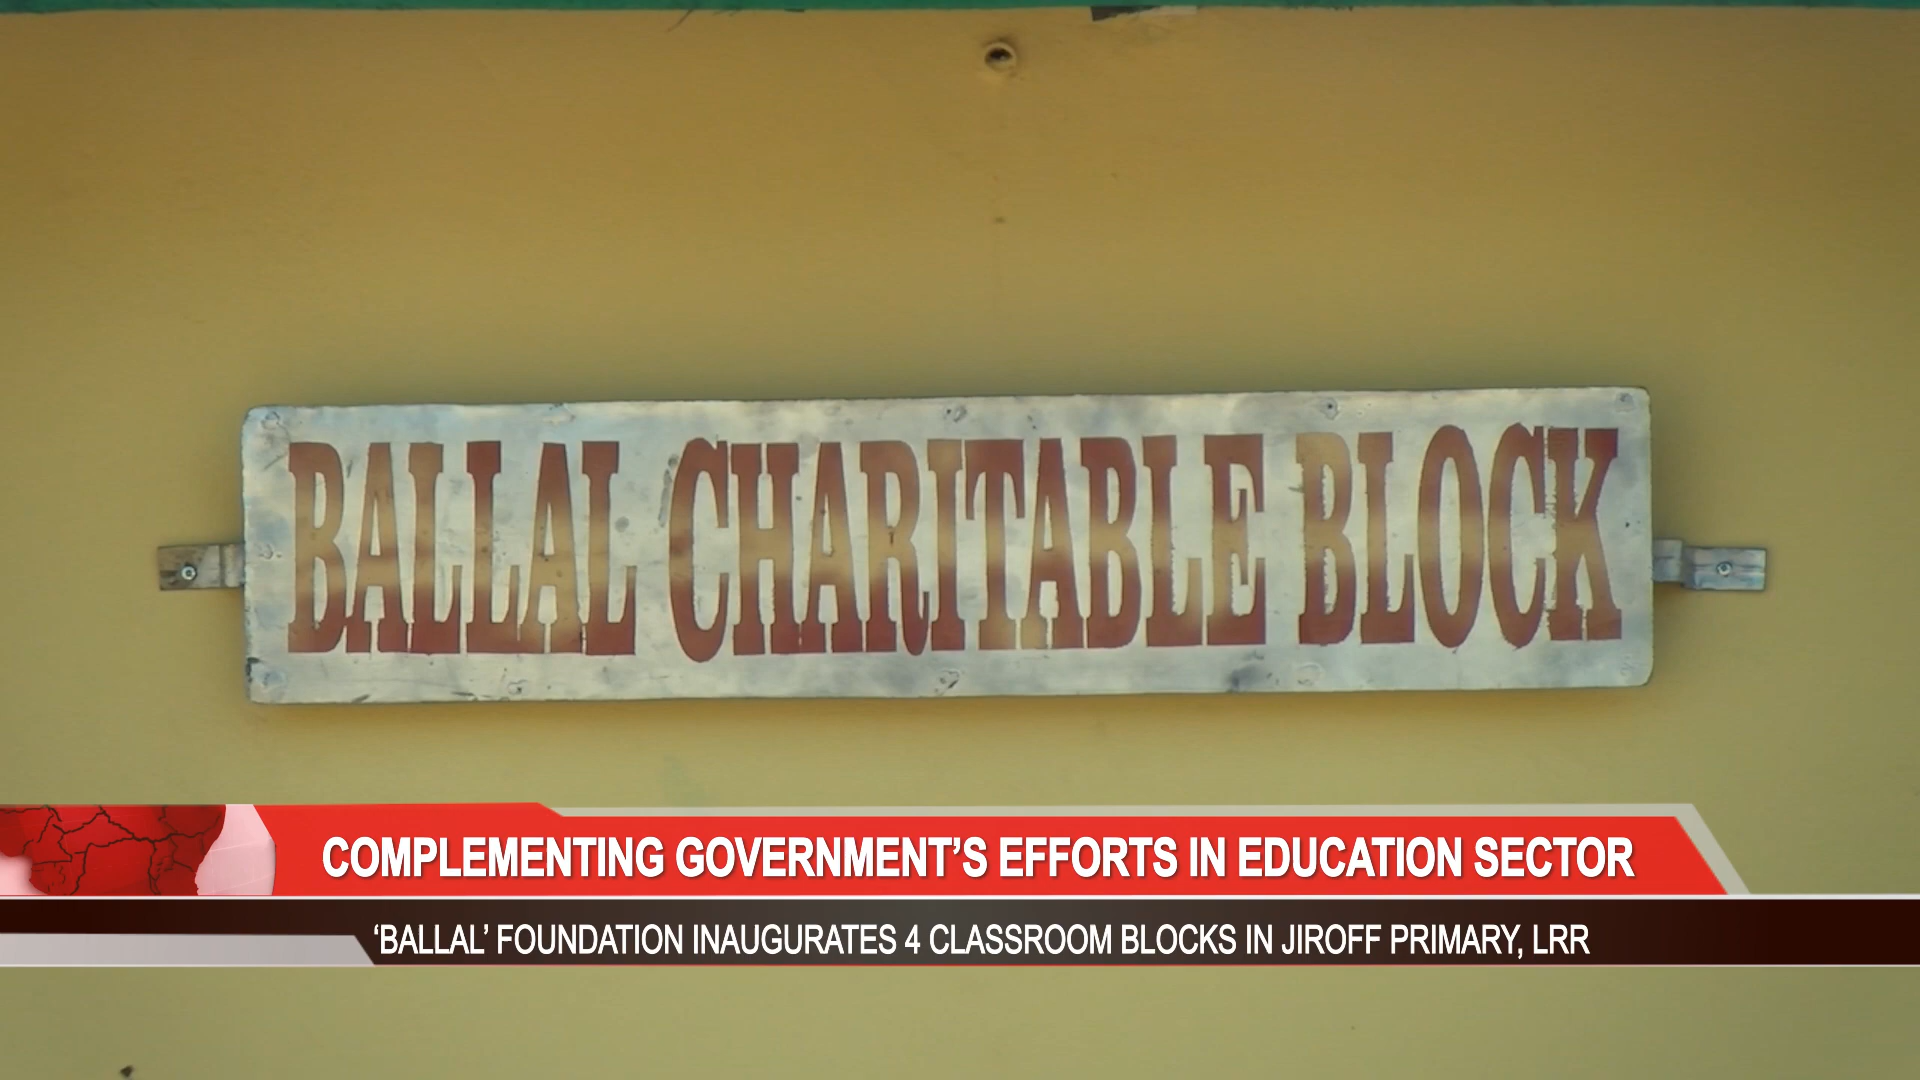 BALLAL CHARITABLE BLOCK
COMPLEMENTING GOVERNMENT’S EFFORTS IN EDUCATION SECTOR
‘BALLAL’ FOUNDATION INAUGURATES 4 CLASSROOM BLOCKS IN JIROFF PRIMARY, LRR